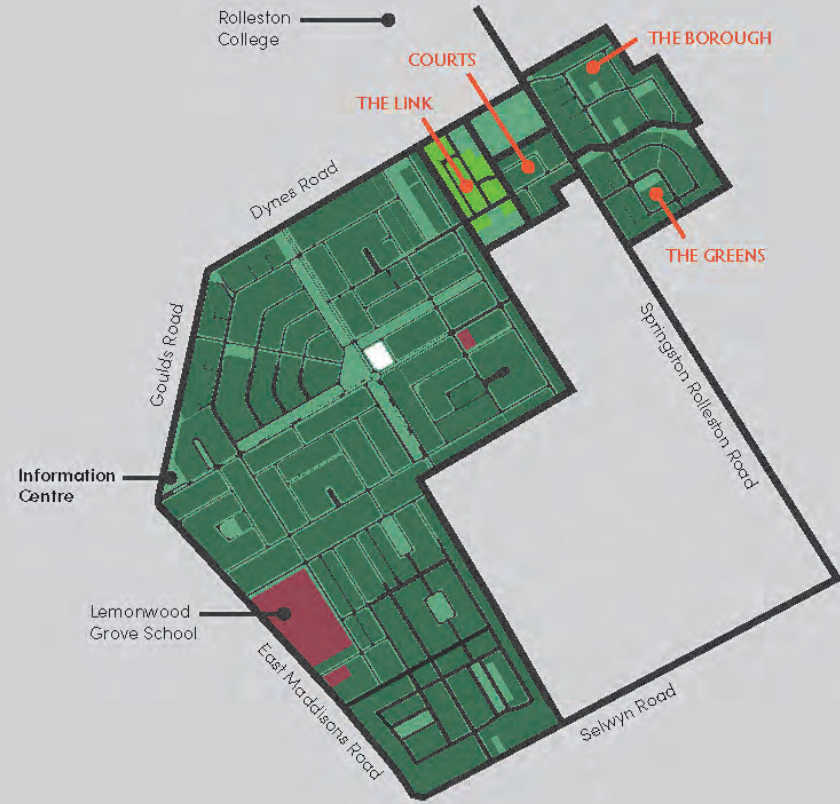 Rolleston
College
THE BOROUGH
COURTS
THE LINK
Dynes Road
THE GREENS
Goulds Road
Springston Rolleston Road
Information
Centre
Lemonwood
Grove School
East Maddisons Road
Selwyn Road